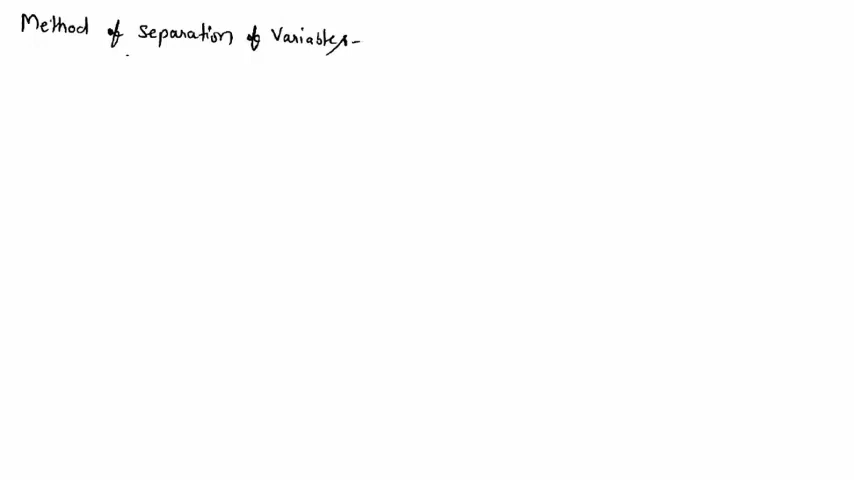 Method of separation of Variables-